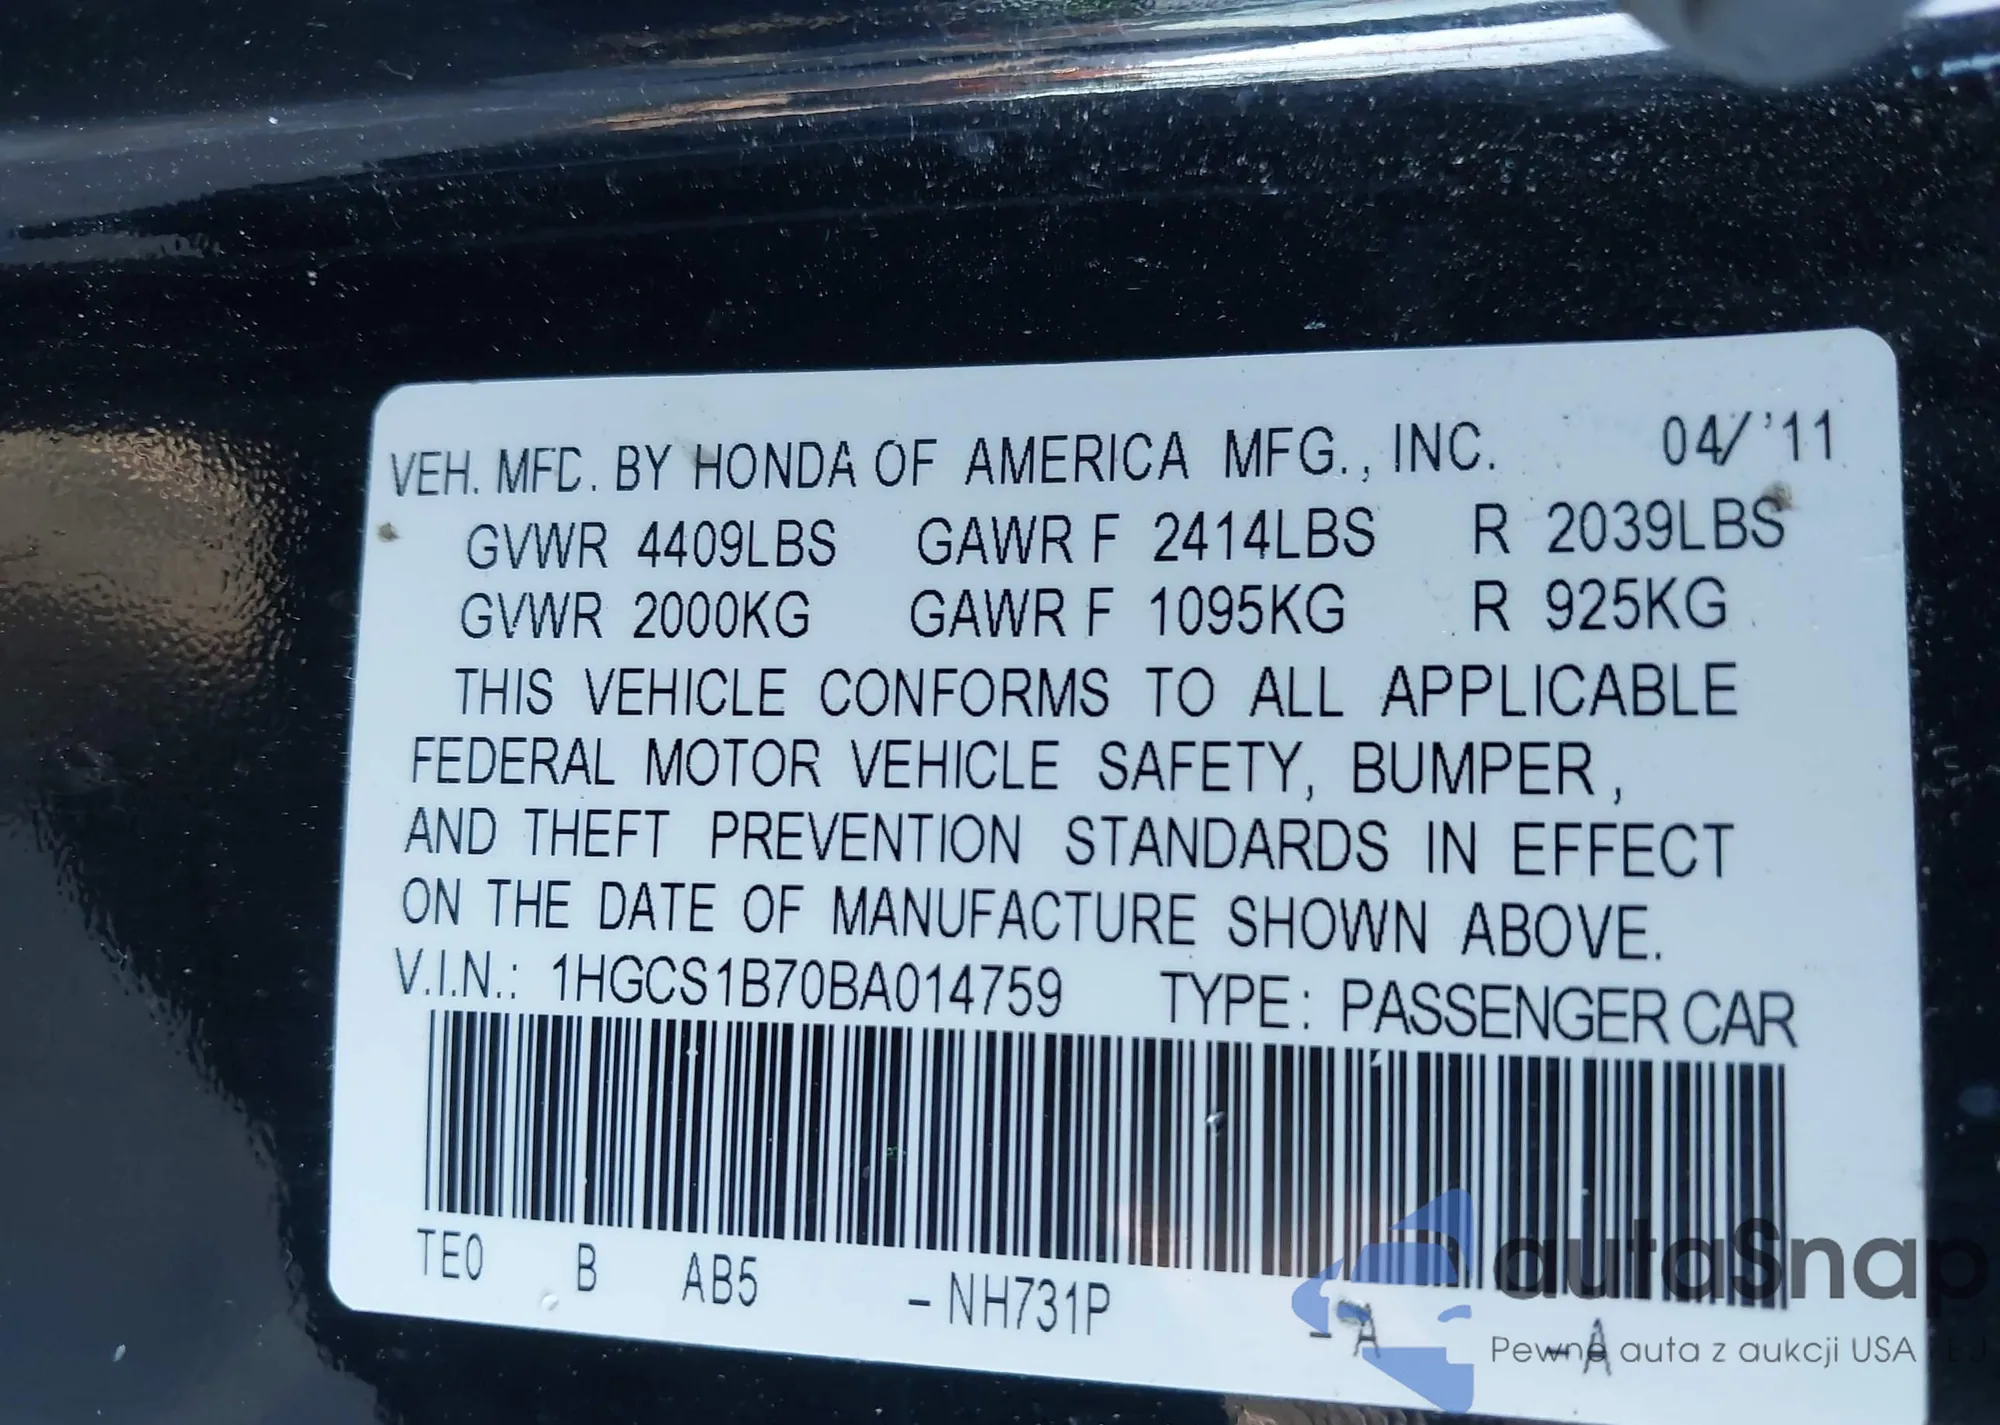 VEH. MFD. BY HONDA OF AMERICA MFG., INC. 04/ '11
GVWR 4409LBS GAWR F 2414LBS R 2039LBS
GVWR 2000KG GAWR F 1095KG R 925KG
THIS VEHICLE CONFORMS TO ALL APPLICABLE
FEDERAL MOTOR VEHICLE SAFETY, BUMPER,
AND THEFT PREVENTION STANDARDS IN EFFECT
ON THE DATE OF MANUFACTURE SHOWN ABOVE.
V.I.N.: 1HGCS1B70BA014759 TYPE: PASSENGER CAR
TE0 B AB5 -NH731P -A -A
autaSnap
Pewne auta z aukcji USA i EJ